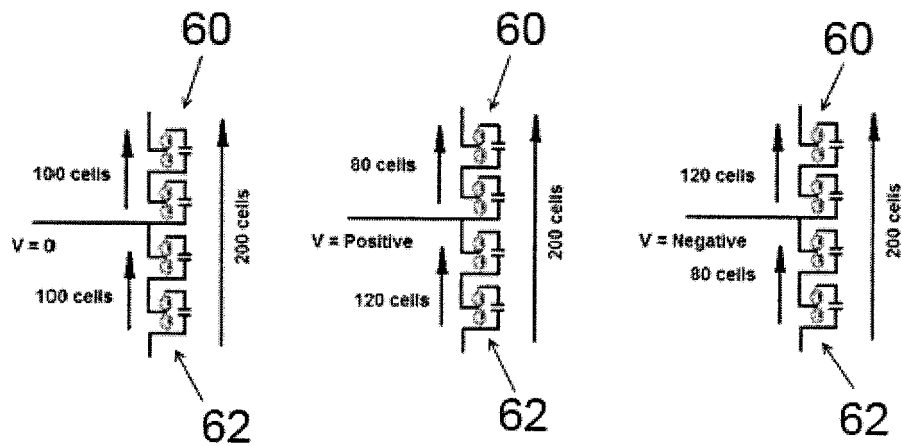 60
100 cells
V = 0
100 cells
200 cells
62
60
80 cells
V = Positive
120 cells
200 cells
62
60
120 cells
V = Negative
80 cells
200 cells
62